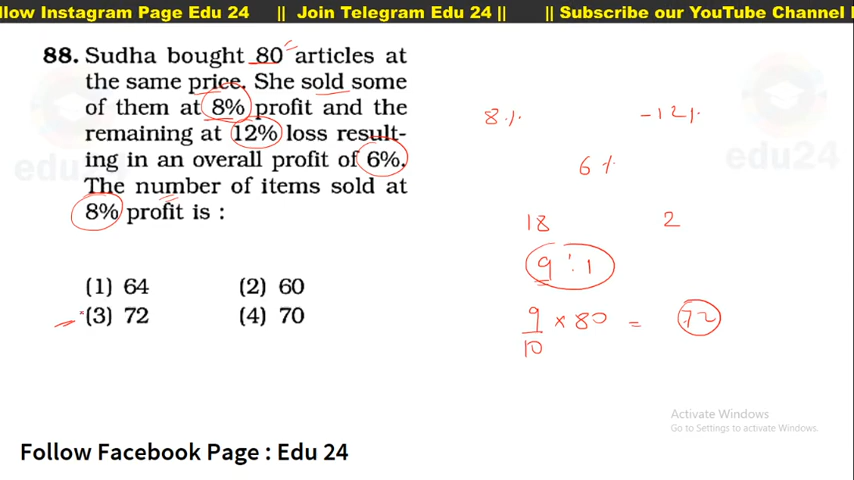 llow Instagram Page Edu 24 || Join Telegram Edu 24 || || Subscribe our YouTube Channel
88. Sudha bought 80 articles at
the same price. She sold some
of them at 8% profit and the
remaining at 12% loss result-
ing in an overall profit of 6%.
The number of items sold at
8% profit is :
(1) 64 (2) 60
(3) 72 (4) 70
8% -12%
6%
18 2
9 : 1
9/10 × 80 = 72
edu24
edu24
Activate Windows
Go to Settings to activate Windows.
Follow Facebook Page : Edu 24